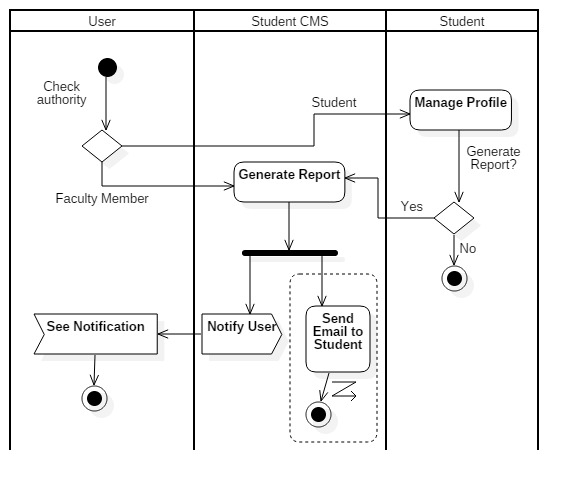 User
Student CMS
Student
Check
authority
Student
Manage Profile
Generate
Report?
Generate Report
Faculty Member
Yes
No
See Notification
Notify User
Send
Email to
Student